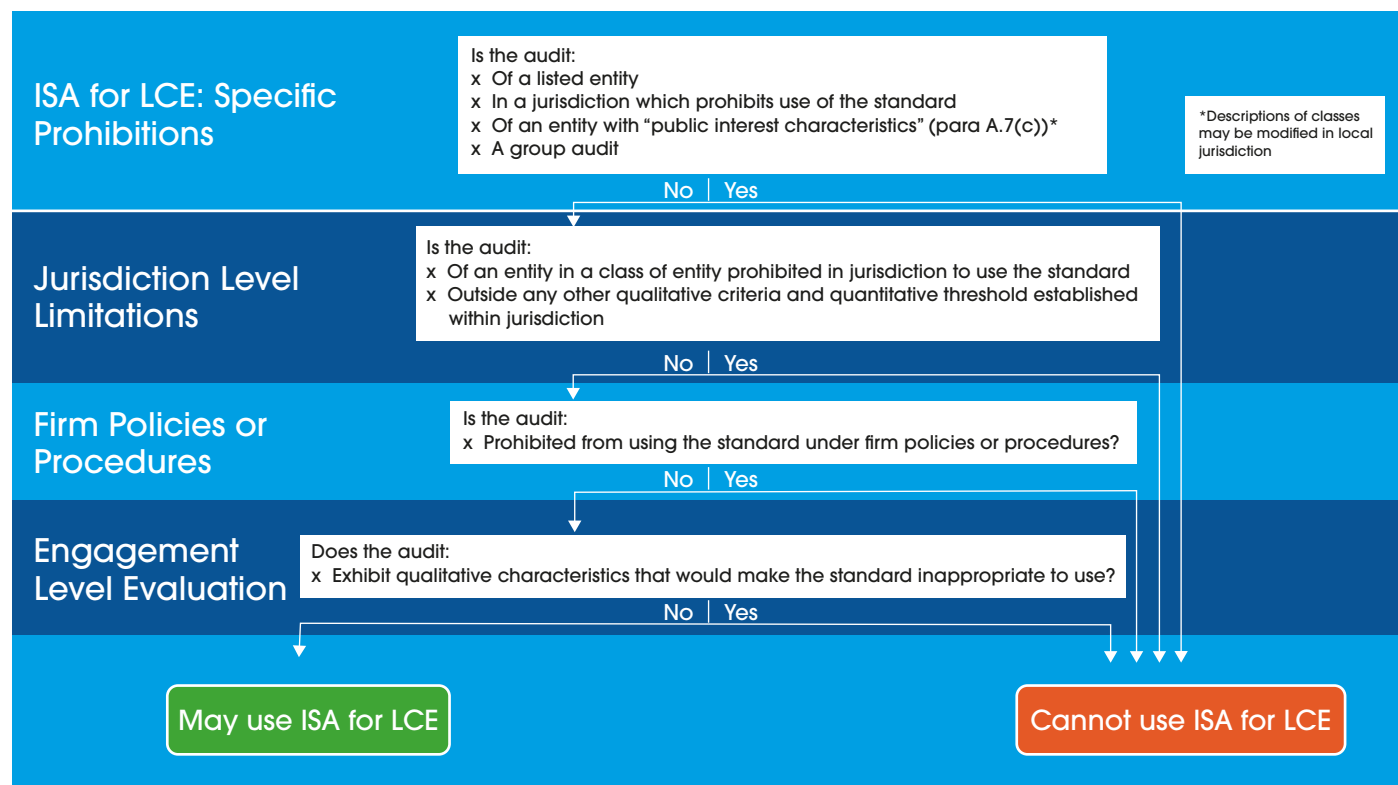 ISA for LCE: Specific
Prohibitions
Is the audit:
x Of a listed entity
x In a jurisdiction which prohibits use of the standard
x Of an entity with “public interest characteristics” (para A.7(c))*
x A group audit
*Descriptions of classes
may be modified in local
jurisdiction
No | Yes
Jurisdiction Level
Limitations
Is the audit:
x Of an entity in a class of entity prohibited in jurisdiction to use the standard
x Outside any other qualitative criteria and quantitative threshold established
within jurisdiction
No | Yes
Firm Policies or
Procedures
Is the audit:
x Prohibited from using the standard under firm policies or procedures?
No | Yes
Engagement
Level Evaluation
Does the audit:
x Exhibit qualitative characteristics that would make the standard inappropriate to use?
No | Yes
May use ISA for LCE
Cannot use ISA for LCE